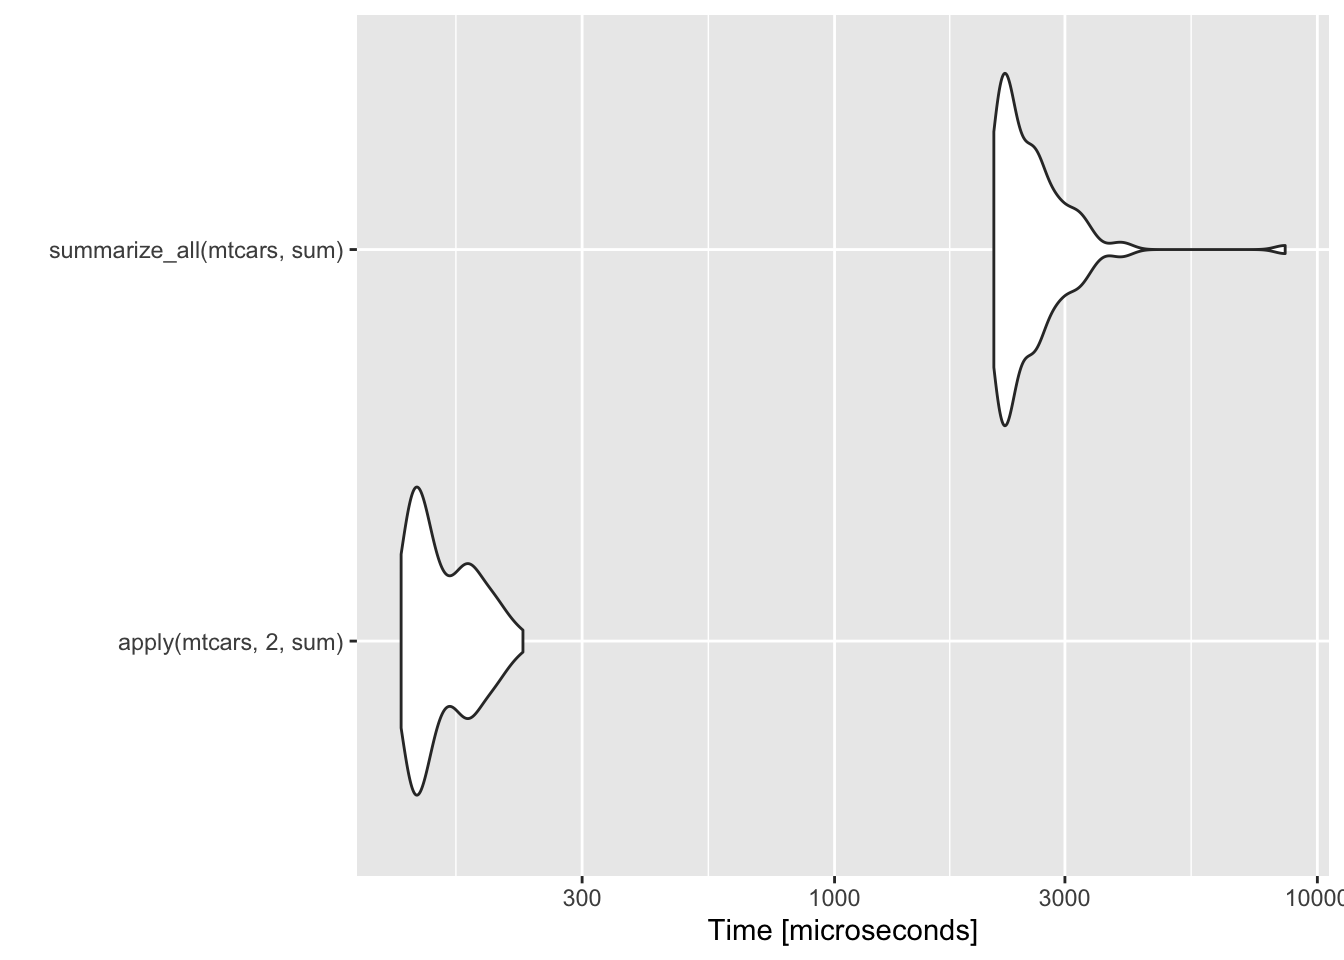 summarize_all(mtcars, sum)
apply(mtcars, 2, sum)
300 1000 3000 10000
Time [microseconds]